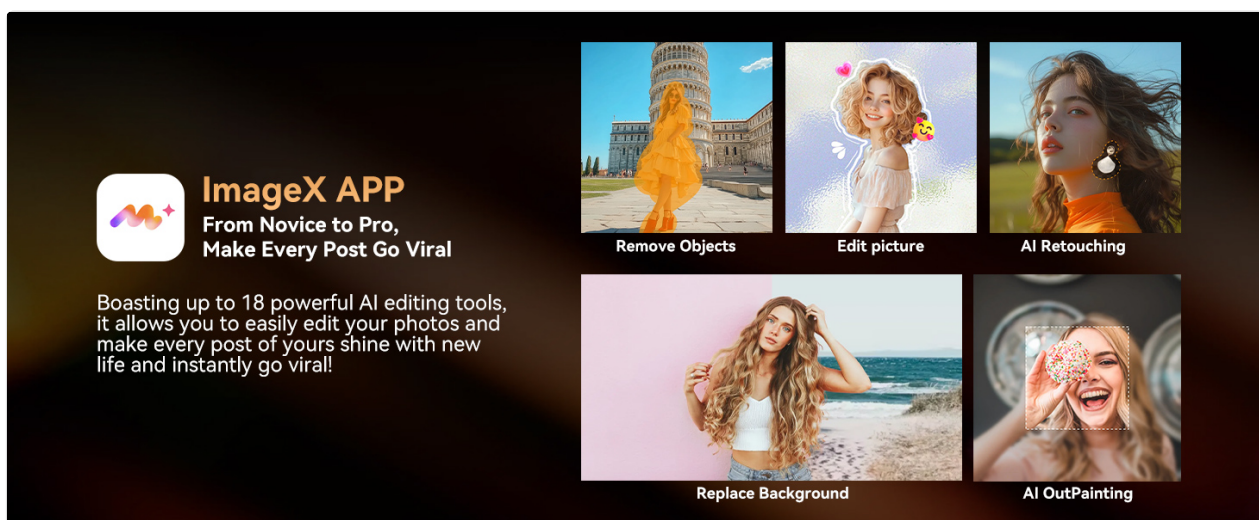 ImageX APP
From Novice to Pro,
Make Every Post Go Viral
Boasting up to 18 powerful AI editing tools,
it allows you to easily edit your photos and
make every post of yours shine with new
life and instantly go viral!
Remove Objects
Edit picture
AI Retouching
Replace Background
AI OutPainting